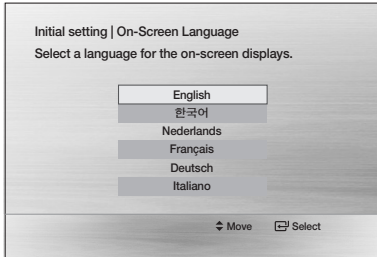 Initial setting | On-Screen Language
Select a language for the on-screen displays.
English
한국어
Nederlands
Français
Deutsch
Italiano
Move Select